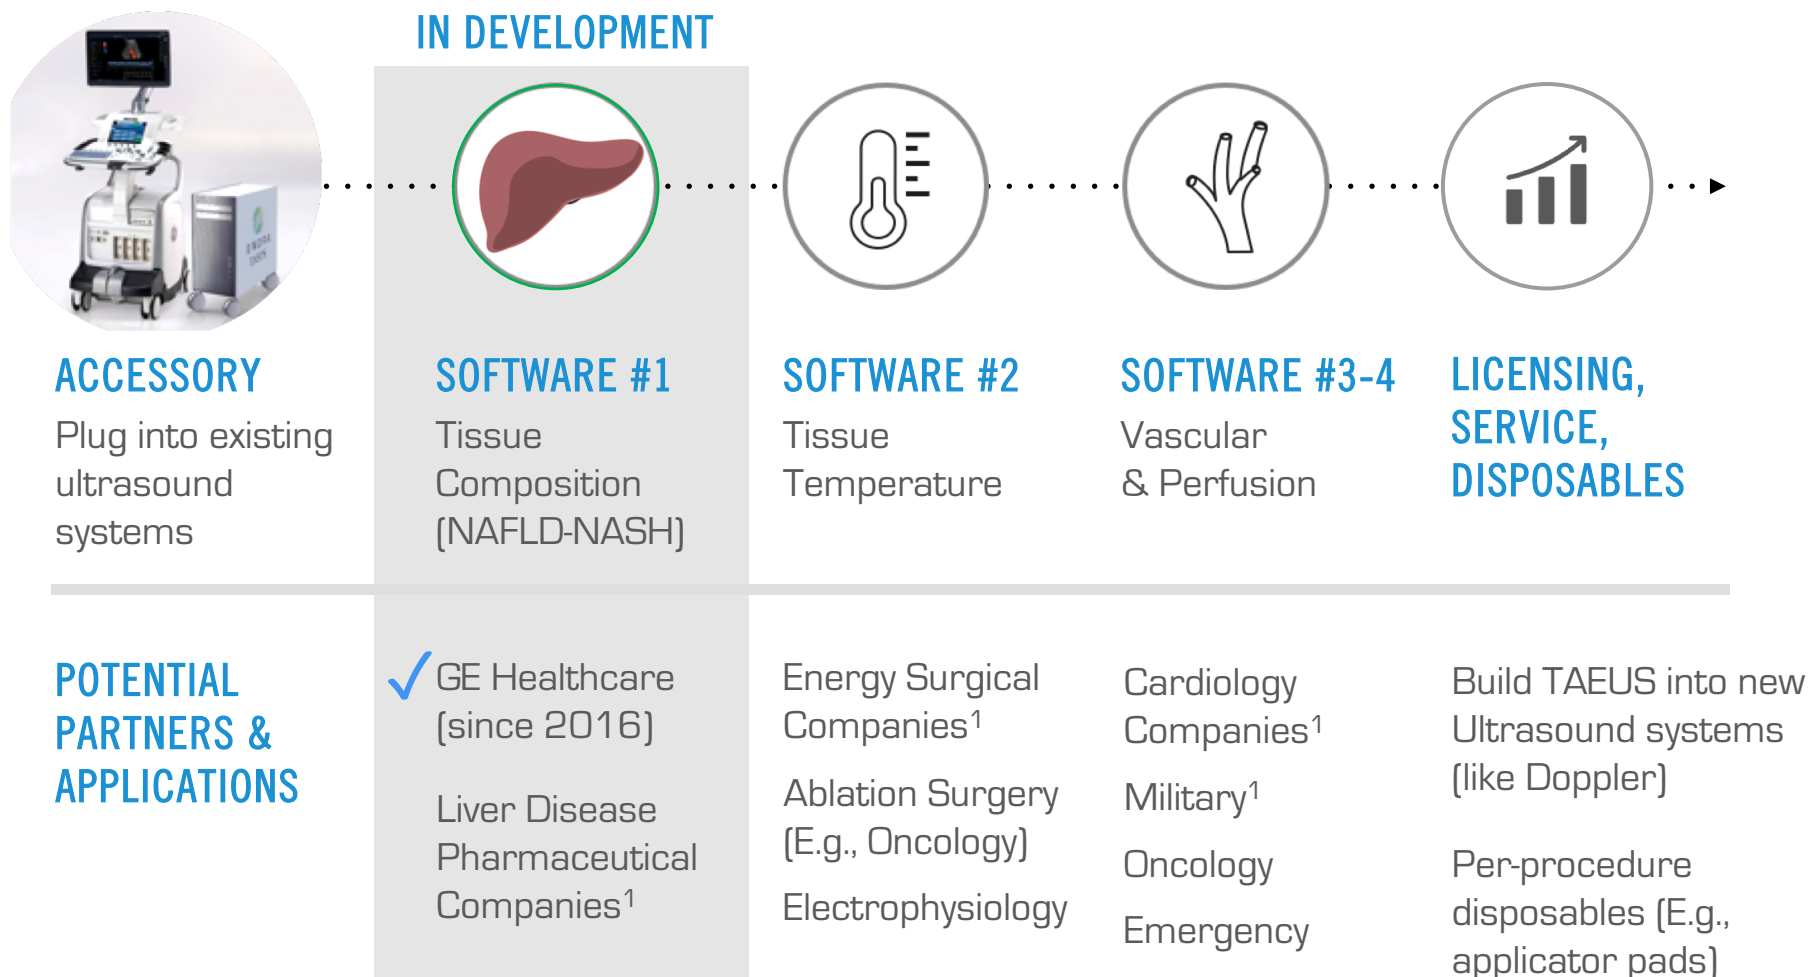 IN DEVELOPMENT
ENDRA
TAEUS
ACCESSORY
Plug into existing
ultrasound
systems
SOFTWARE #1
Tissue
Composition
(NAFLD-NASH)
SOFTWARE #2
Tissue
Temperature
SOFTWARE #3-4
Vascular
& Perfusion
LICENSING,
SERVICE,
DISPOSABLES
POTENTIAL
PARTNERS &
APPLICATIONS
GE Healthcare
(since 2016)
Liver Disease
Pharmaceutical
Companies¹
Energy Surgical
Companies¹
Ablation Surgery
(E.g., Oncology)
Electrophysiology
Cardiology
Companies¹
Military¹
Oncology
Emergency
Build TAEUS into new
Ultrasound systems
(like Doppler)
Per-procedure
disposables (E.g.,
applicator pads)